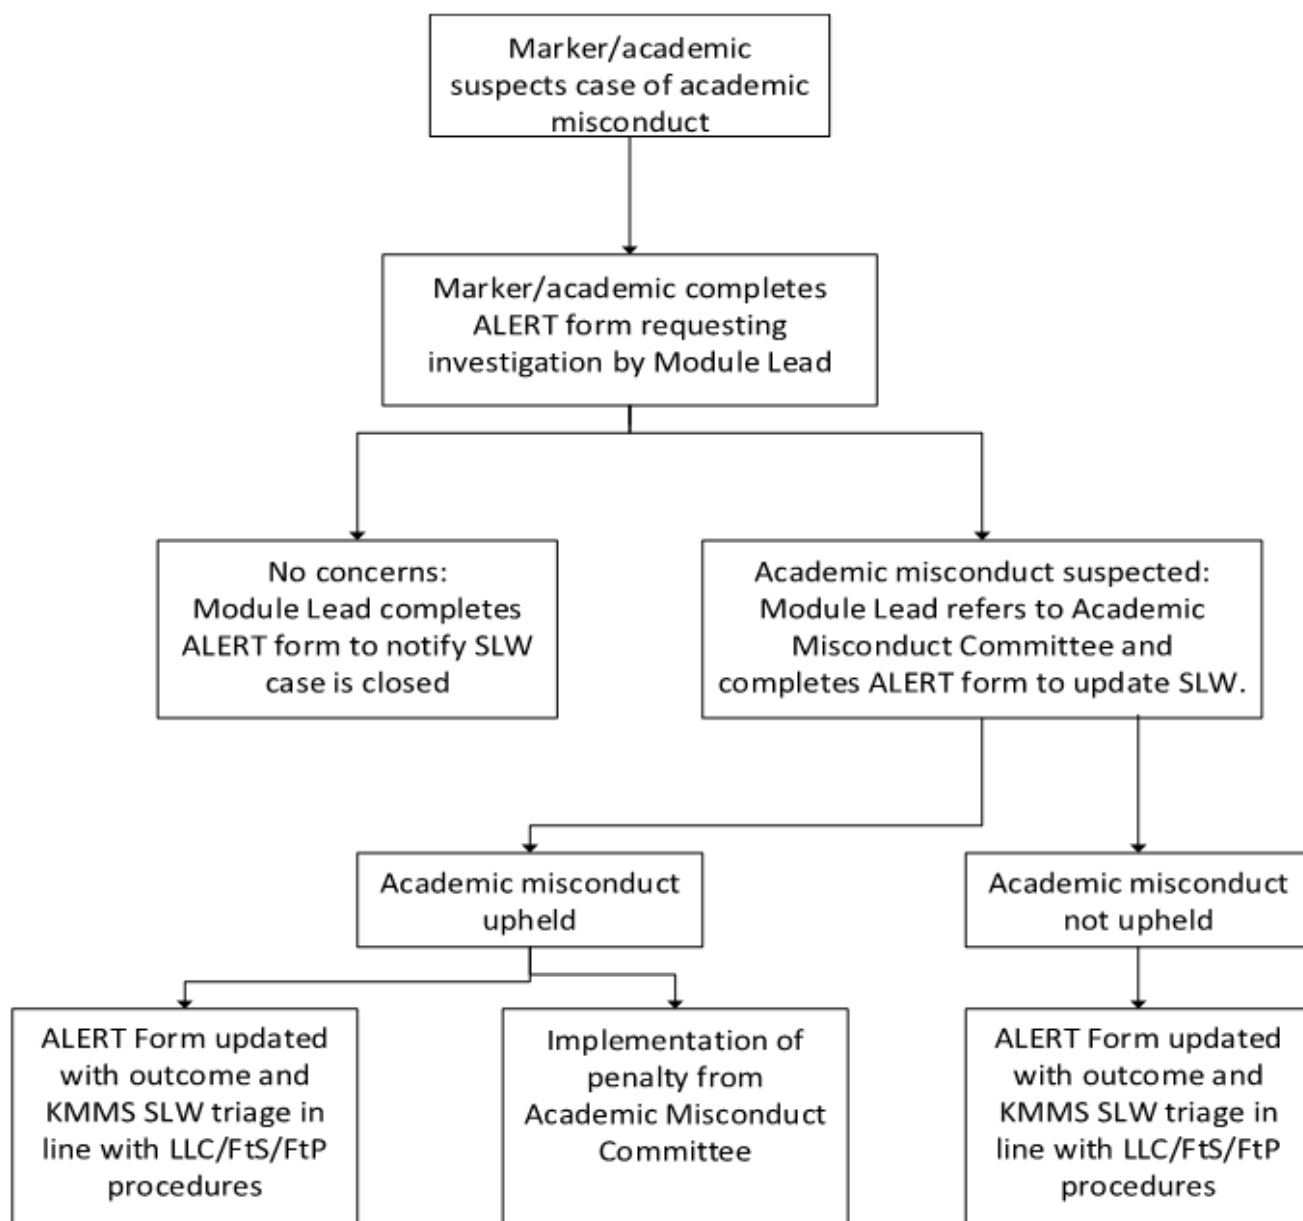 Marker/academic
suspects case of academic
misconduct
Marker/academic completes
ALERT form requesting
investigation by Module Lead
No concerns:
Module Lead completes
ALERT form to notify SLW
case is closed
Academic misconduct suspected:
Module Lead refers to Academic
Misconduct Committee and
completes ALERT form to update SLW.
Academic misconduct
upheld
Academic misconduct
not upheld
ALERT Form updated
with outcome and
KMMS SLW triage in
line with LLC/FtS/FtP
procedures
Implementation of
penalty from
Academic Misconduct
Committee
ALERT Form updated
with outcome and
KMMS SLW triage in
line with LLC/FtS/FtP
procedures